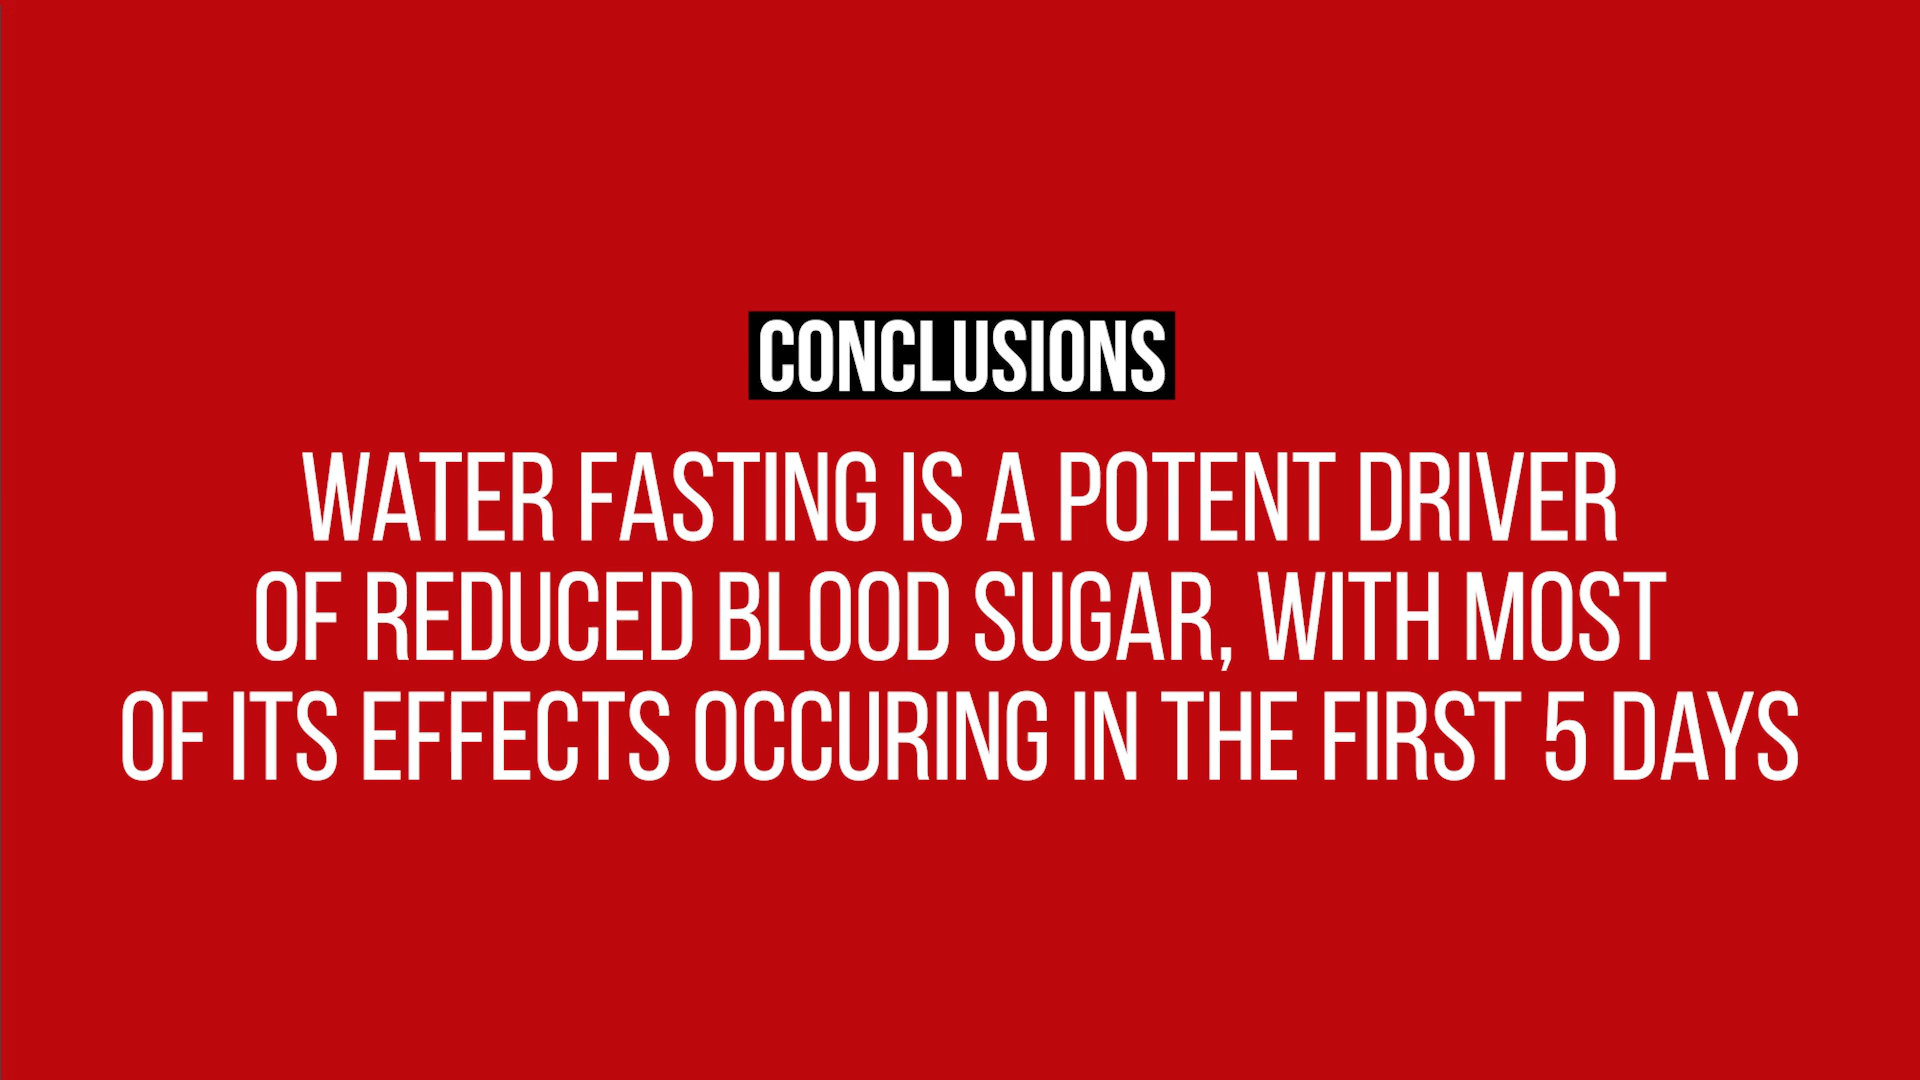 CONCLUSIONS
WATER FASTING IS A POTENT DRIVER
OF REDUCED BLOOD SUGAR, WITH MOST
OF ITS EFFECTS OCCURING IN THE FIRST 5 DAYS